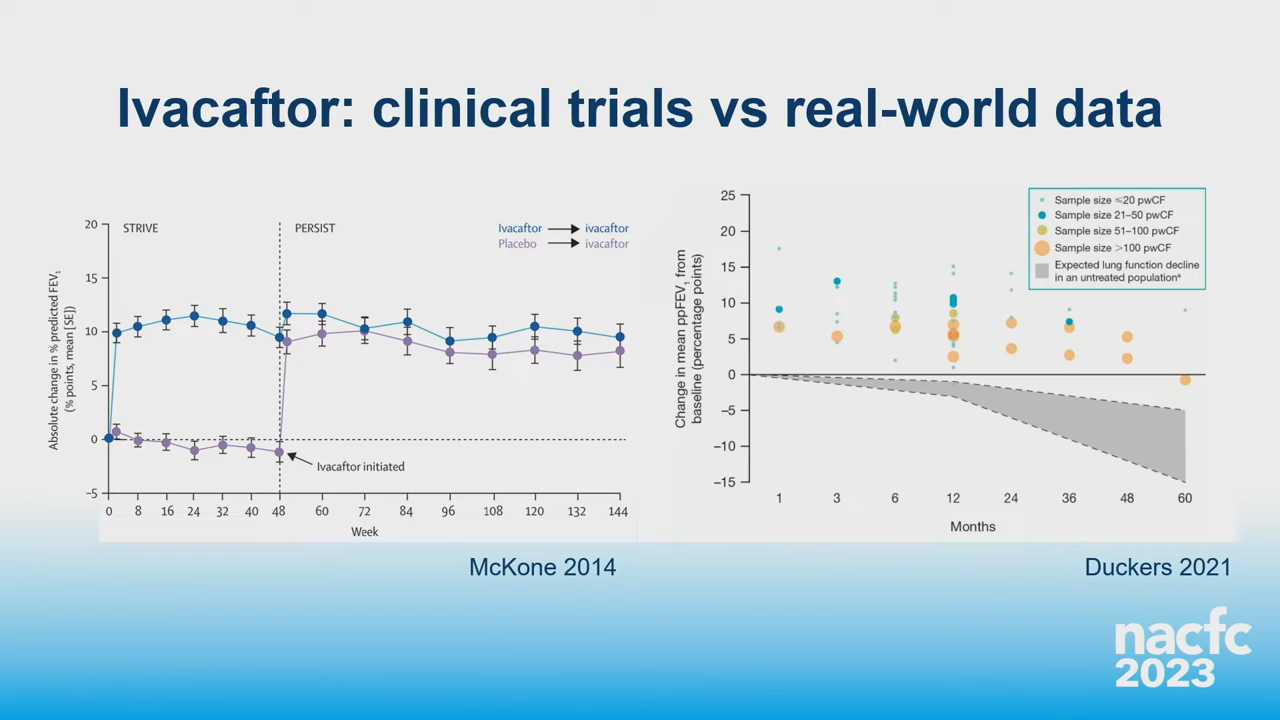 Ivacaftor: clinical trials vs real-world data
STRIVE
PERSIST
Ivacaftor → ivacaftor
Placebo → ivacaftor
Absolute change in % predicted FEV₁
(% points, mean [SE])
20
15
10
5
0
−5
Ivacaftor initiated
0 8 16 24 32 40 48 60 72 84 96 108 120 132 144
Week
McKone 2014
Change in mean ppFEV₁, from
baseline (percentage points)
25
20
15
10
5
0
−5
−10
−15
Sample size ≤20 pwCF
Sample size 21–50 pwCF
Sample size 51–100 pwCF
Sample size >100 pwCF
Expected lung function decline
in an untreated populationᵃ
1 3 6 12 24 36 48 60
Months
Duckers 2021
nacfc
2023